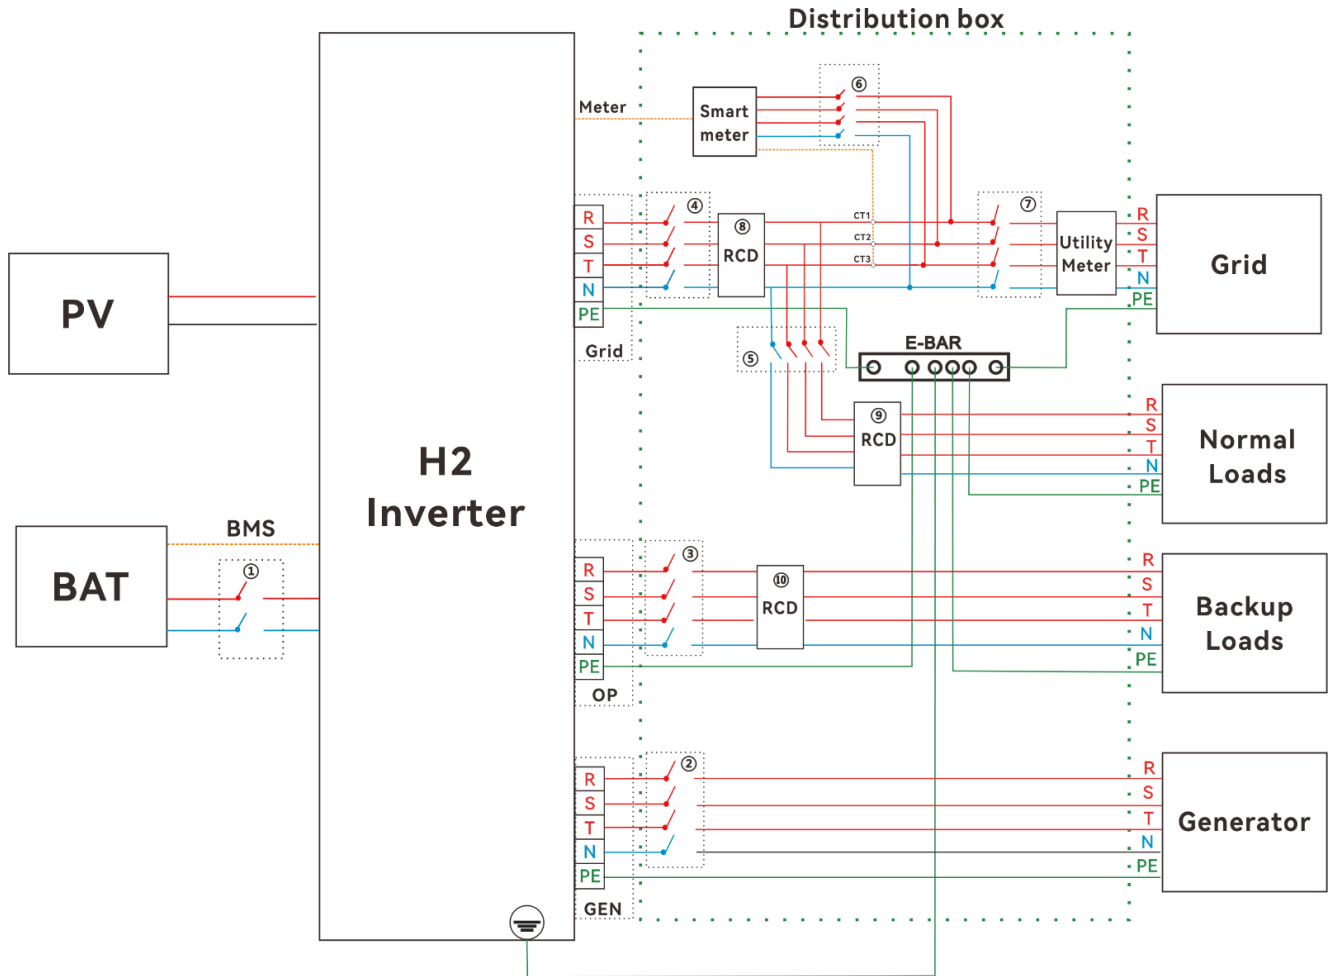 Distribution box
Meter
Smart
meter
⑥
R
S
T
N
PE
Grid
④
⑧
RCD
CT1
CT2
CT3
⑦
Utility
Meter
R
S
T
N
PE
Grid
PV
E-BAR
⑤
⑨
RCD
R
S
T
N
PE
Normal
Loads
H2
Inverter
BMS
BAT
①
R
S
T
N
PE
OP
③
⑩
RCD
R
S
T
N
PE
Backup
Loads
R
S
T
N
PE
GEN
②
R
S
T
N
PE
Generator